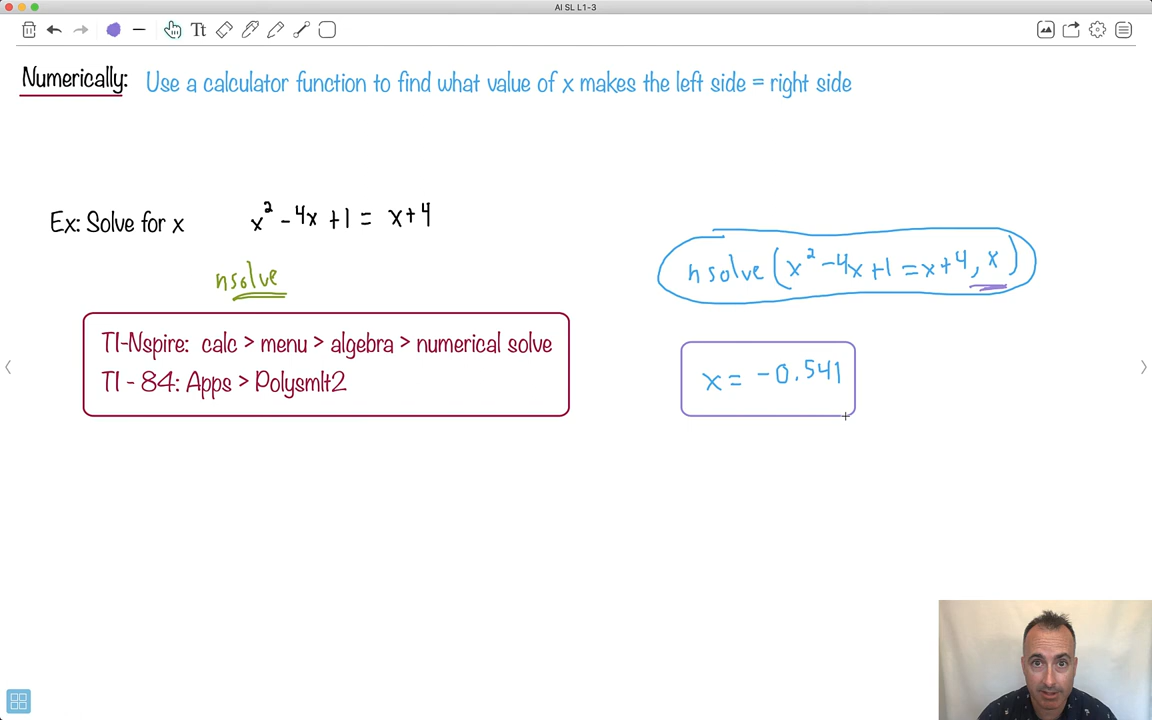 AI SL L1-3
Tt
Numerically: Use a calculator function to find what value of x makes the left side = right side
Ex: Solve for x x² - 4x + 1 = x + 4
nsolve
TI-Nspire: calc > menu > algebra > numerical solve
TI - 84: Apps > Polysmlt2
nsolve (x² - 4x + 1 = x + 4, x)
x = -0.541